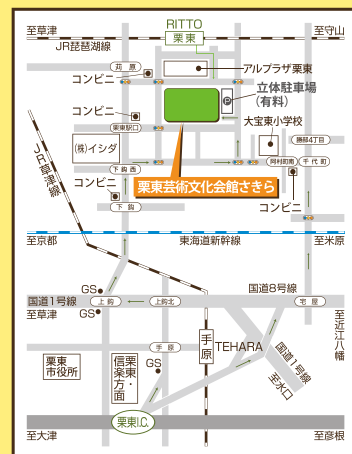 RITTO
栗東
至草津
至守山
JR琵琶湖線
苅原
コンビニ
アルプラザ栗東
立体駐車場
(有料)
P
コンビニ
大宝東小学校
栗東駅口
綣部4丁目
(株)イシダ
阿村町南
千代町
下鈎西
JR草津線
栗東芸術文化会館さきら
コンビニ
コンビニ
下鈎
至京都
東海道新幹線
至米原
GS
国道8号線
国道1号線
上鈎
上鈎北
宅屋
至草津
GS
至近江八幡
手原
手原
TEHARA
国道1号線
至水口
GS
栗東
市役所
栗東・
信楽
方面
栗東I.C.
至大津
至彦根